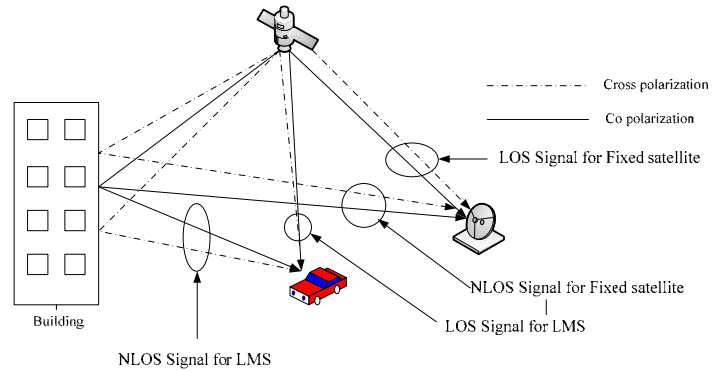 Cross polarization
Co polarization
LOS Signal for Fixed satellite
NLOS Signal for Fixed satellite
LOS Signal for LMS
Building
NLOS Signal for LMS